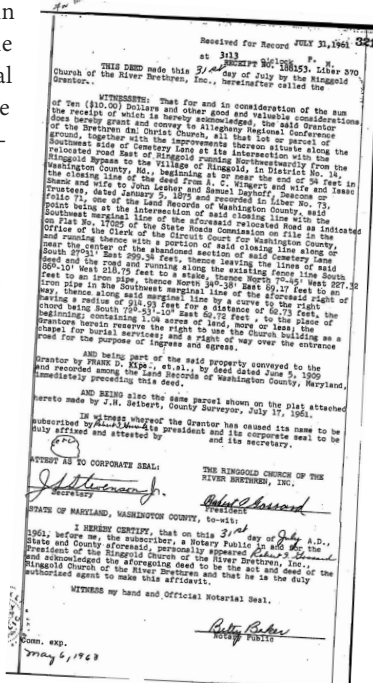 in
e
al
e
-
321
Received for Record JULY 31, 1961
at 3:13 o'clock P. M.
RECEIPT NO. 188153, Liber 370
THIS DEED made this 31st day of July by the Ringgold
Church of the River Brethren, Inc., hereinafter called the
Grantor.
WITNESSETH: That for and in consideration of the sum
of Ten ($10.00) Dollars and other good and valuable considerations,
the receipt of which is hereby acknowledged, the said Grantor
does hereby grant and convey to Allegheny Regional Conference
of the Brethren in Christ Church, all that lot or parcel of
ground, together with the improvements thereon situate along the
Southwest side of Cemetery Lane at its intersection with the
relocated road East of Ringgold running Northwestwardly from the
Ringgold Bypass to the Village of Ringgold, in District No. 14,
Washington County, Md., beginning at or near the end of 54 feet in
the closing line of the deed from A. C. Wingert and wife and Isaac
Shank and wife to John Lesher and Samuel Dayhoff, Deacons or
Trustees, dated January 5, 1875 and recorded in Liber No. 73,
folio 71, one of the Land Records of Washington County, said
point being at the intersection of said closing line with the
Southwest marginal line of the aforesaid relocated Road as indicated
on Plat No. 17095 of the State Roads Commission on file in the
Office of the Clerk of the Circuit Court for Washington County,
and running thence with a portion of said closing line along or
near the center of the abandoned section of said Cemetery Lane
South 27°31' East 299.34 feet, thence leaving the lines of said
deed and the road and running along the existing fence line South
86°-10' West 218.75 feet to a stake, thence North 7°-45' West 227.32
feet to an iron pipe, thence North 34°-38' East 69.17 feet to an
iron pipe in the Southwest marginal line of the aforesaid right of
way, thence along said marginal line by a curve to the right
having a radius of 914.93 feet for a distance of 62.73 feet, the
chord being South 79°-53'-10" East 62.72 feet, to the place of
beginning; containing 1.04 acres of land, more or less; the
Grantors herein reserve the right to use the Church building as a
chapel for burial services; and a right of way over the entrance
road for the purpose of ingress and egress.
AND being part of the said property conveyed to the
Grantor by FRANK D. Kipe, et.al., by deed dated June 5, 1909
and recorded among the Land Records of Washington County, Maryland,
immediately preceding this deed.
AND BEING also the same parcel shown on the plat attached
hereto made by J.H. Seibert, County Surveyor, July 17, 1961.
IN witness whereof the Grantor has caused its name to be
subscribed by its president and its corporate seal to be
duly affixed and attested by and its secretary.
ATTEST AS TO CORPORATE SEAL:
THE RINGGOLD CHURCH OF THE
RIVER BRETHREN, INC.
J S Stevenson Jr.
Secretary
President
STATE OF MARYLAND, WASHINGTON COUNTY, to-wit:
I HEREBY CERTIFY, that on this 31st day of July A.D.,
1961, before me, the subscriber, a Notary Public in and for the
State and County aforesaid, personally appeared
President of the Ringgold Church of the River Brethren, Inc.,
and acknowledged the aforegoing deed to be the act and deed of the
Ringgold Church of the River Brethren and that he is the duly
authorized agent to make this affidavit.
WITNESS my hand and Official Notarial Seal.
Betty Baker
Notary Public
Comm. exp.
May 6, 1963